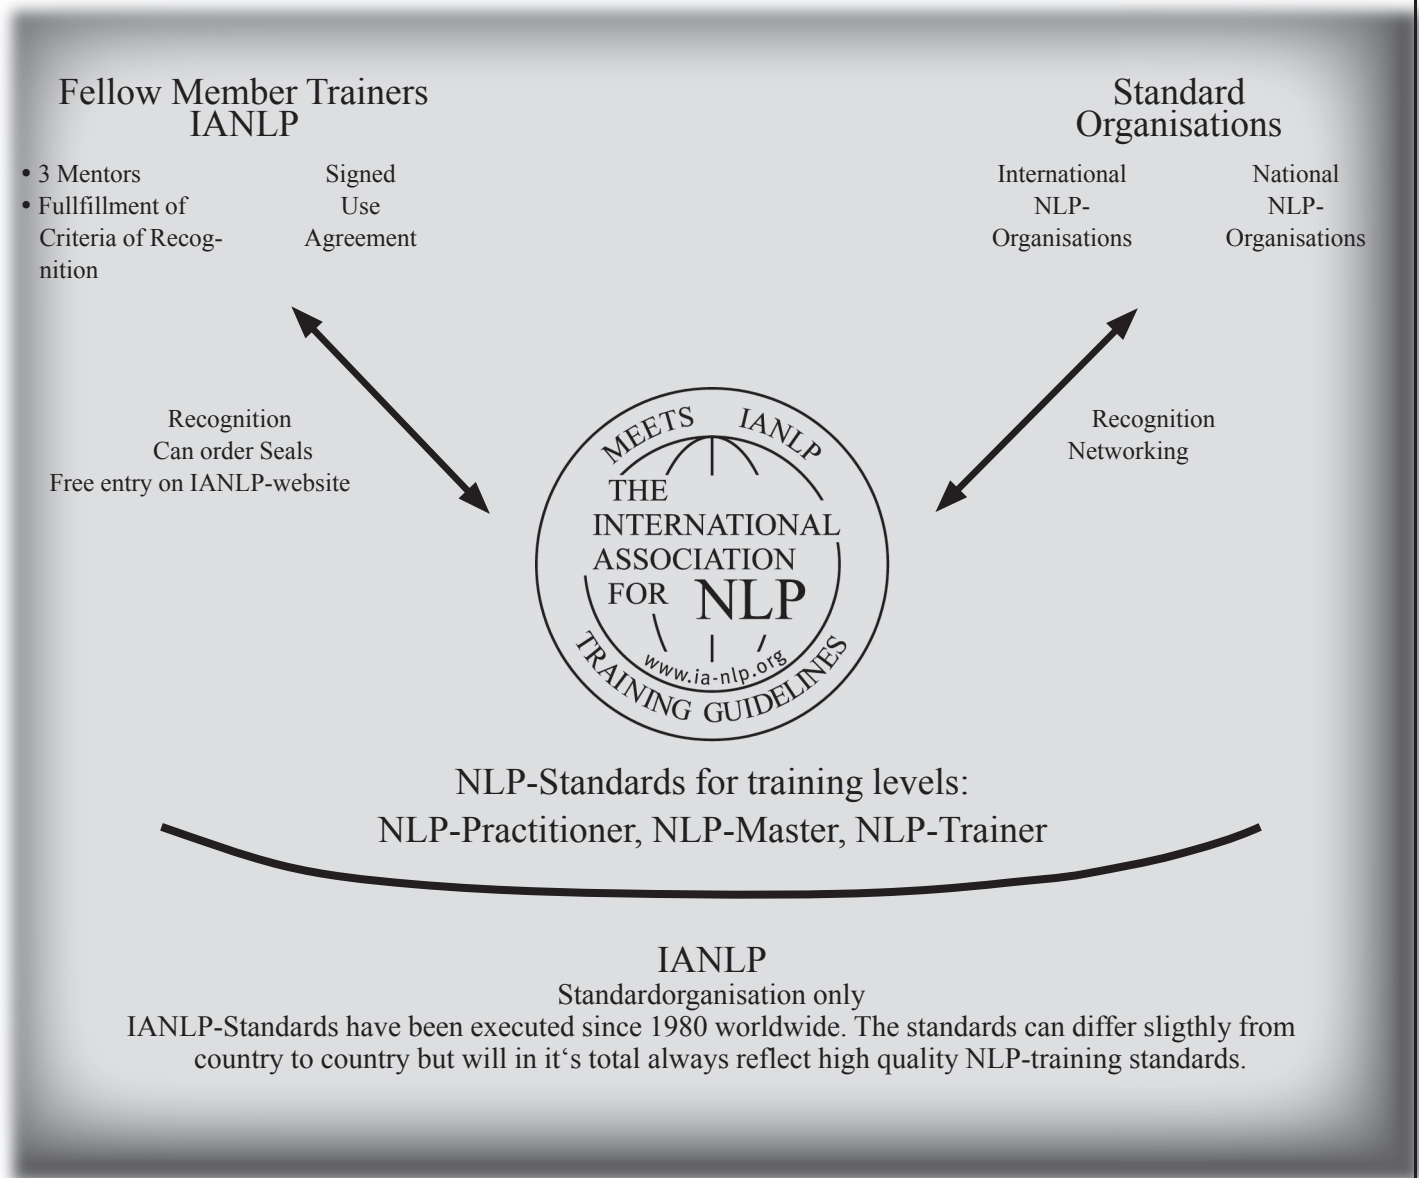 Fellow Member Trainers
IANLP
• 3 Mentors
• Fullfillment of
Criteria of Recog-
nition
Signed
Use
Agreement
Standard
Organisations
International
NLP-
Organisations
National
NLP-
Organisations
Recognition
Can order Seals
Free entry on IANLP-website
Recognition
Networking
MEETS IANLP
THE
INTERNATIONAL
ASSOCIATION
FOR NLP
www.ia-nlp.org
TRAINING GUIDELINES
NLP-Standards for training levels:
NLP-Practitioner, NLP-Master, NLP-Trainer
IANLP
Standardorganisation only
IANLP-Standards have been executed since 1980 worldwide. The standards can differ sligthly from
country to country but will in it‘s total always reflect high quality NLP-training standards.